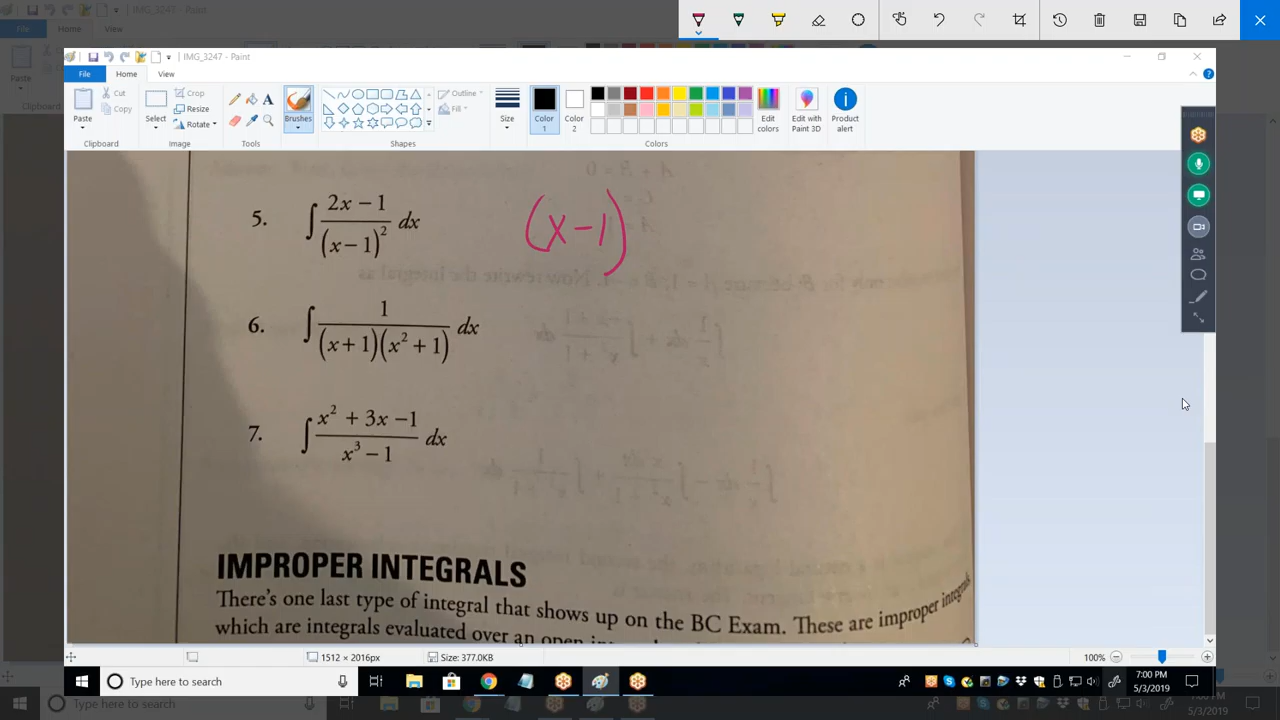 File Home View
IMG_3247 - Paint
File Home View
Paste
Cut
Copy
Clipboard
Select
Crop
Resize
Rotate
Image
Tools
Brushes
Outline
Fill
Shapes
Size
Color 1
Color 2
Colors
Edit colors
Edit with Paint 3D
Product alert
5. ∫ (2x − 1)/(x − 1)² dx
(x − 1)
6. ∫ 1/((x + 1)(x² + 1)) dx
7. ∫ (x² + 3x − 1)/(x³ − 1) dx
IMPROPER INTEGRALS
There's one last type of integral that shows up on the BC Exam. These are improper integrals
which are integrals evaluated over an open
1512 × 2016px
Size: 377.0KB
100%
Type here to search
7:00 PM
5/3/2019